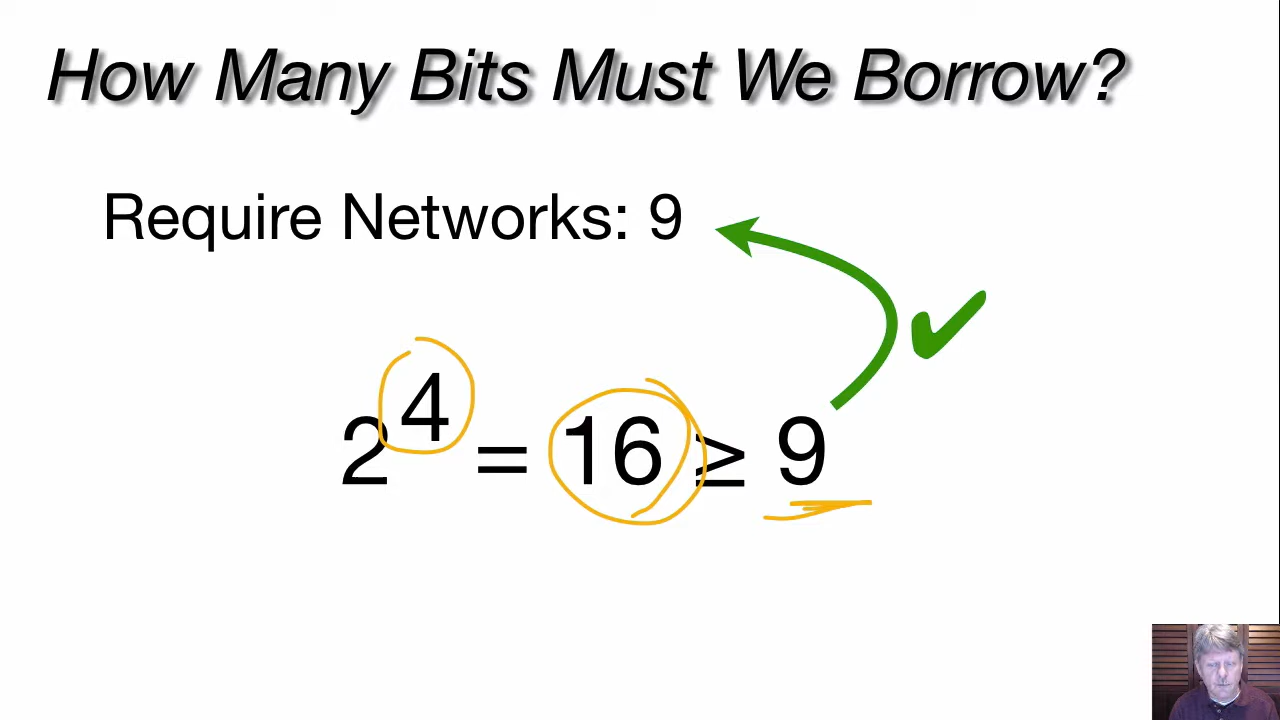 How Many Bits Must We Borrow?
Require Networks: 9
2⁴ = 16 ≥ 9